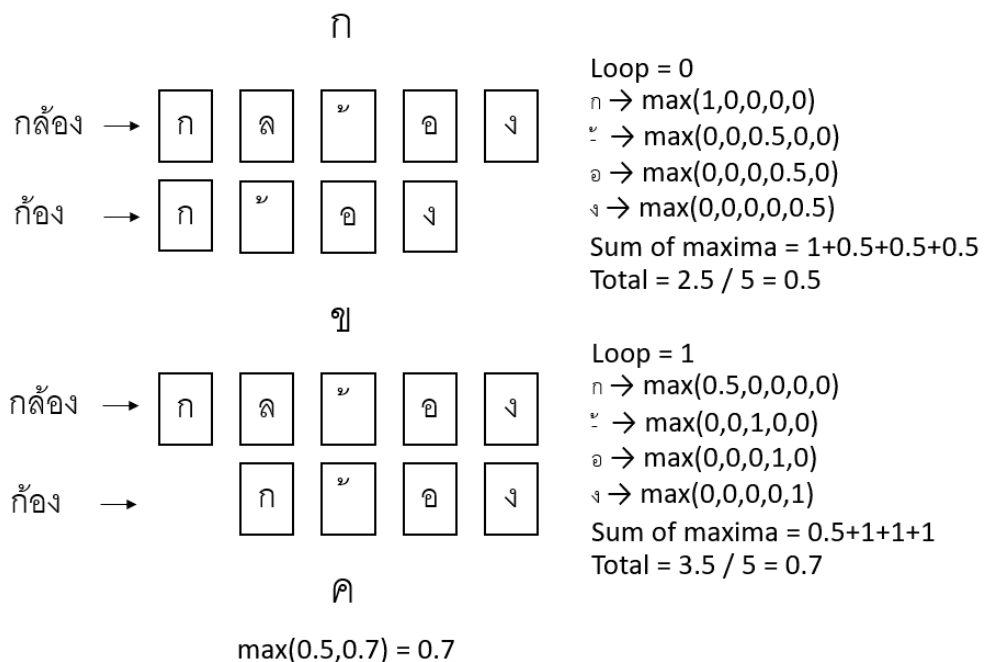 ก
กล้อง → ก ล ้ อ ง
ก้อง → ก ้ อ ง
Loop = 0
ก → max(1,0,0,0,0)
-้ → max(0,0,0.5,0,0)
อ → max(0,0,0,0.5,0)
ง → max(0,0,0,0,0.5)
Sum of maxima = 1+0.5+0.5+0.5
Total = 2.5 / 5 = 0.5
ข
กล้อง → ก ล ้ อ ง
ก้อง → ก ้ อ ง
Loop = 1
ก → max(0.5,0,0,0,0)
-้ → max(0,0,1,0,0)
อ → max(0,0,0,1,0)
ง → max(0,0,0,0,1)
Sum of maxima = 0.5+1+1+1
Total = 3.5 / 5 = 0.7
ค
max(0.5,0.7) = 0.7